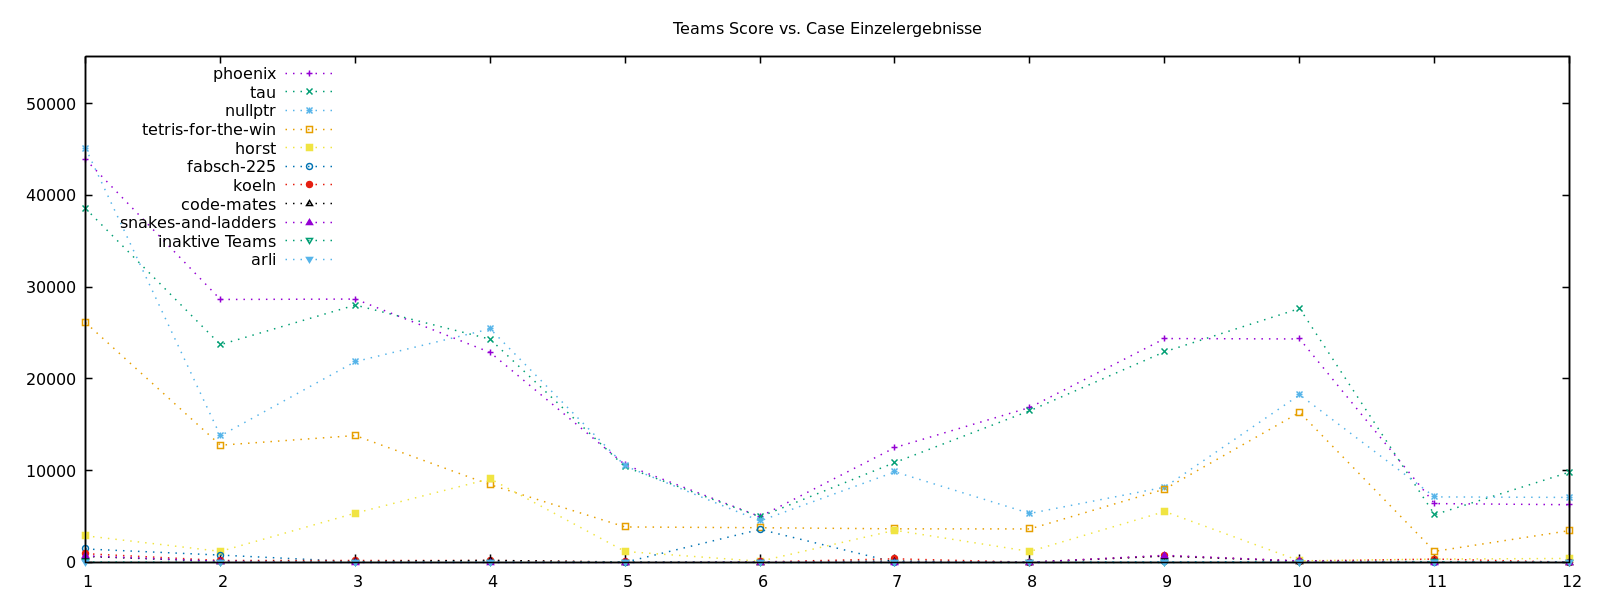 Teams Score vs. Case Einzelergebnisse
phoenix
tau
nullptr
tetris-for-the-win
horst
fabsch-225
koeln
code-mates
snakes-and-ladders
inaktive Teams
arli
50000
40000
30000
20000
10000
0
1 2 3 4 5 6 7 8 9 10 11 12